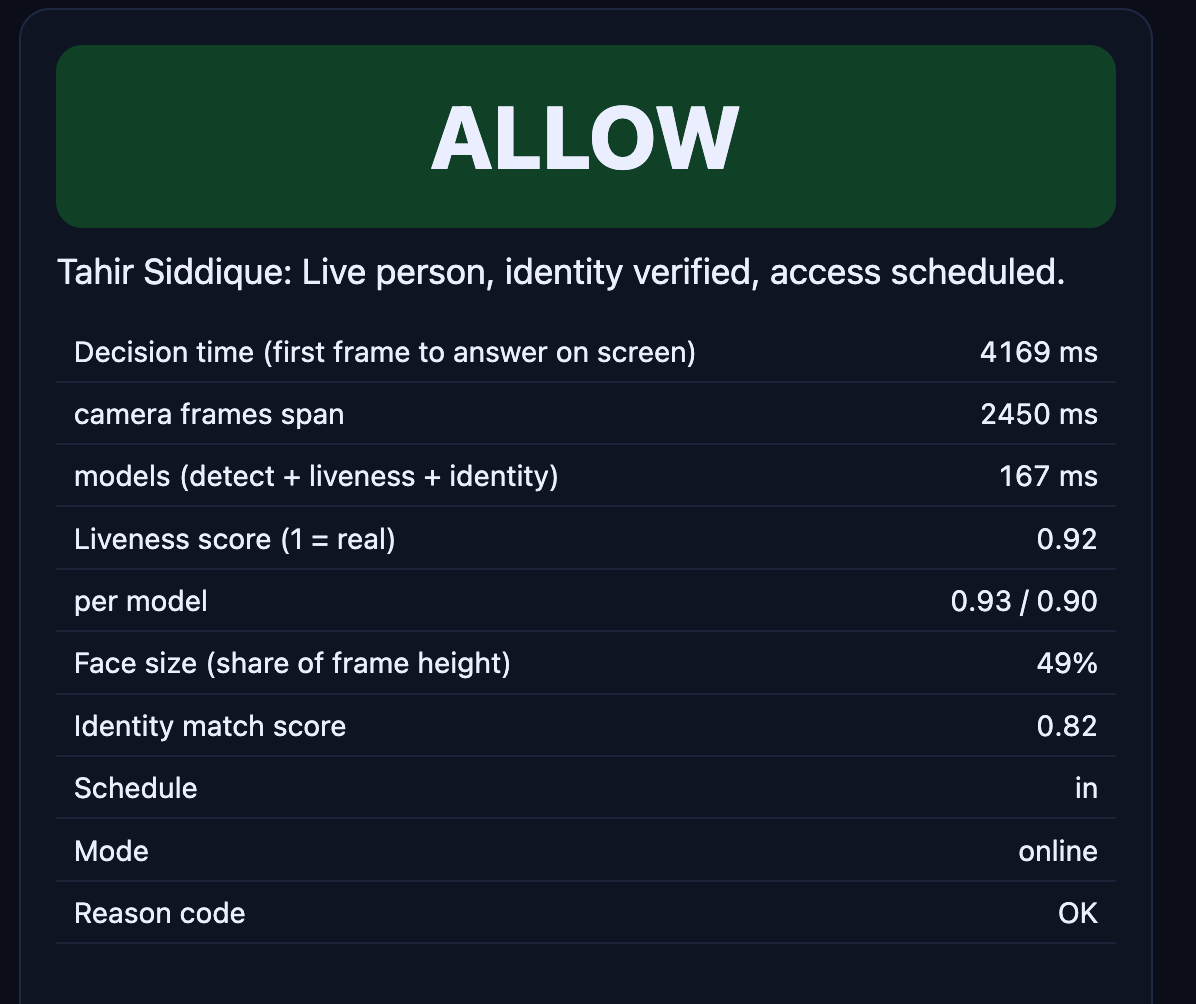 ALLOW
Tahir Siddique: Live person, identity verified, access scheduled.
Decision time (first frame to answer on screen) 4169 ms
camera frames span 2450 ms
models (detect + liveness + identity) 167 ms
Liveness score (1 = real) 0.92
per model 0.93 / 0.90
Face size (share of frame height) 49%
Identity match score 0.82
Schedule in
Mode online
Reason code OK